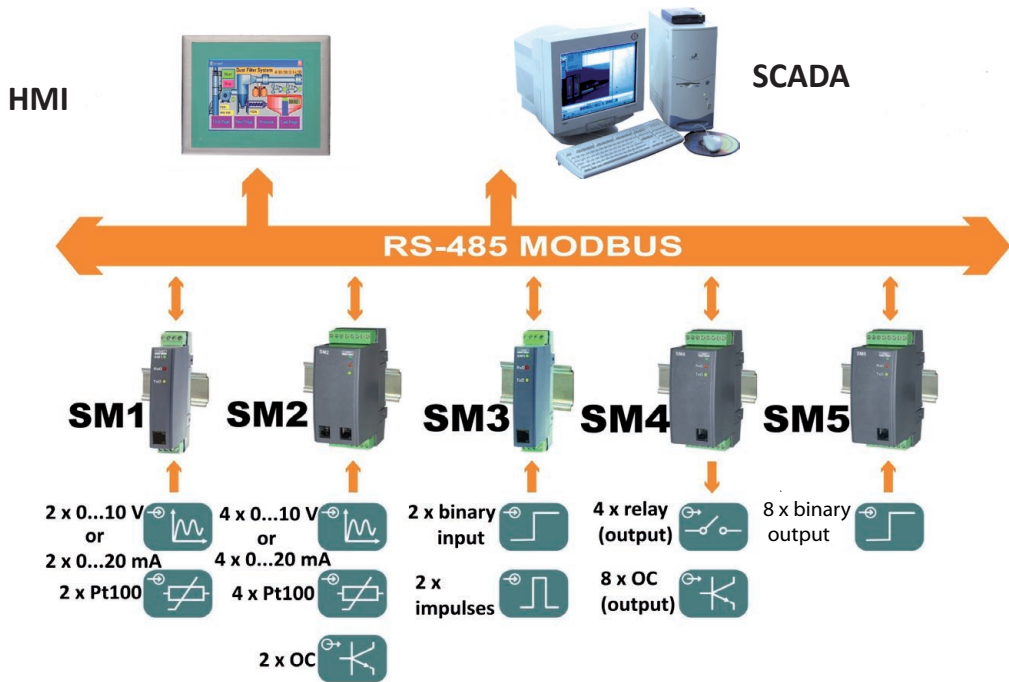 HMI
SCADA
RS-485 MODBUS
SM1
SM2
SM3
SM4
SM5
2 x 0...10 V
or
2 x 0...20 mA
2 x Pt100
4 x 0...10 V
or
4 x 0...20 mA
4 x Pt100
2 x OC
2 x binary
input
2 x
impulses
4 x relay
(output)
8 x OC
(output)
8 x binary
output